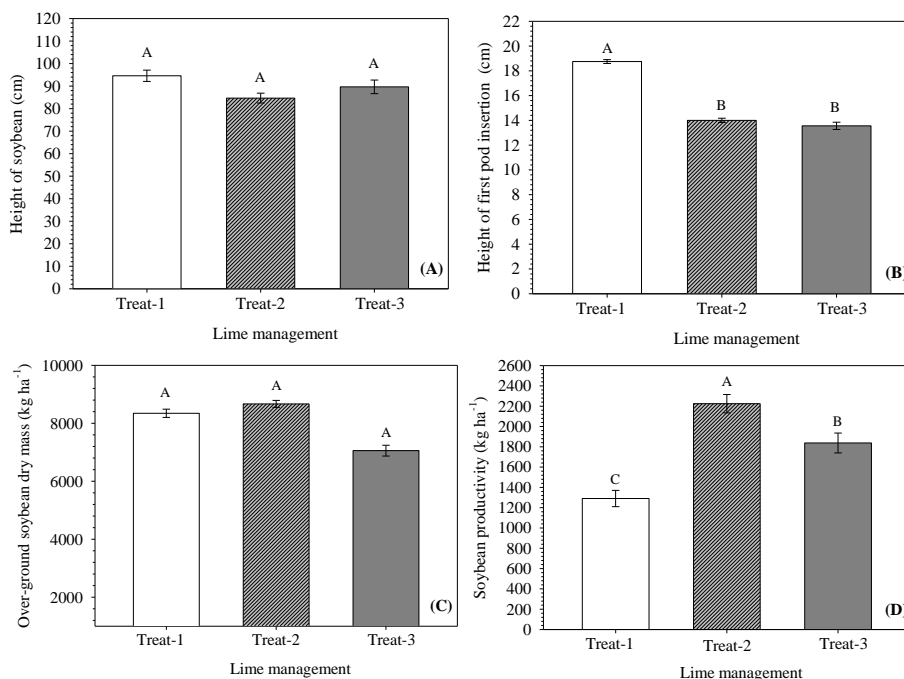 Height of soybean (cm)
120
110
100
90
80
70
60
50
40
30
20
10
0
A
A
A
(A)
Treat-1 Treat-2 Treat-3
Lime management
Height of first pod insertion (cm)
22
20
18
16
14
12
10
8
6
4
2
0
A
B
B
(B)
Treat-1 Treat-2 Treat-3
Lime management
Over-ground soybean dry mass (kg ha⁻¹)
10000
8000
6000
4000
2000
A
A
A
(C)
Treat-1 Treat-2 Treat-3
Lime management
Soybean productivity (kg ha⁻¹)
2600
2400
2200
2000
1800
1600
1400
1200
1000
800
600
400
200
0
C
A
B
(D)
Treat-1 Treat-2 Treat-3
Lime management